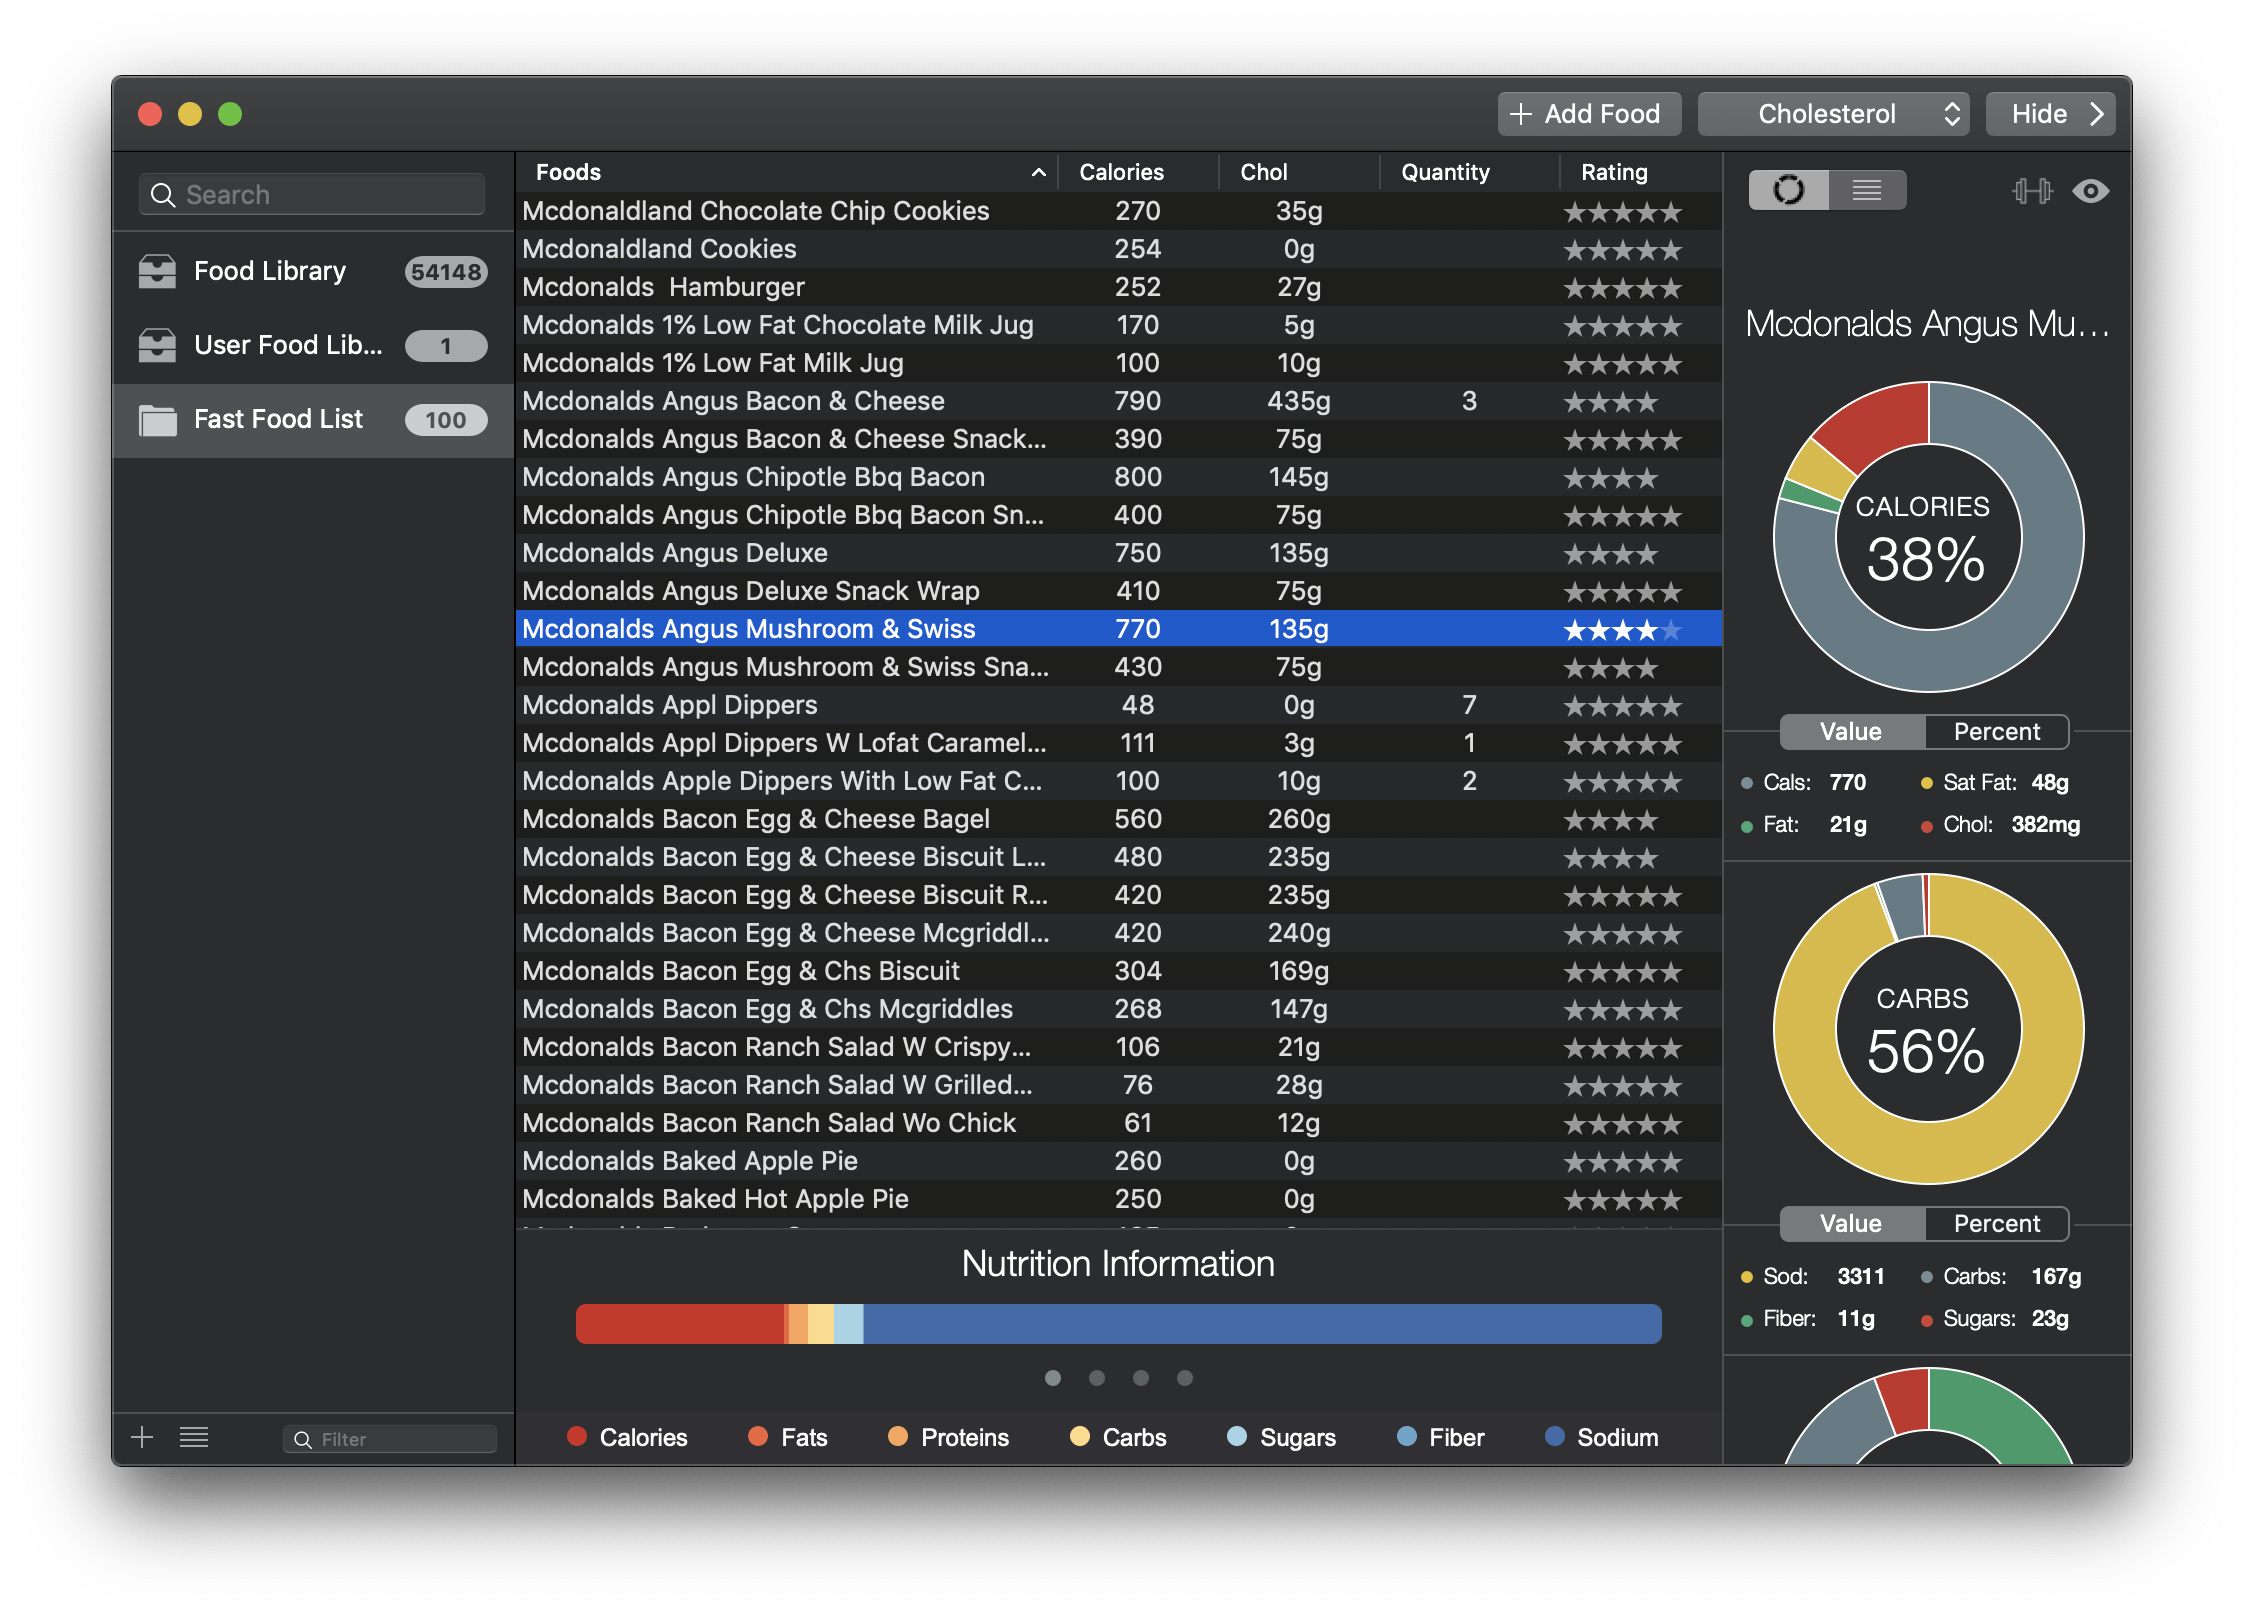 Add Food
Cholesterol
Hide
Search
Food Library 54148
User Food Lib... 1
Fast Food List 100
Foods Calories Chol Quantity Rating
Mcdonaldland Chocolate Chip Cookies 270 35g ★★★★★
Mcdonaldland Cookies 254 0g ★★★★★
Mcdonalds  Hamburger 252 27g ★★★★★
Mcdonalds 1% Low Fat Chocolate Milk Jug 170 5g ★★★★★
Mcdonalds 1% Low Fat Milk Jug 100 10g ★★★★★
Mcdonalds Angus Bacon & Cheese 790 435g 3 ★★★★
Mcdonalds Angus Bacon & Cheese Snack... 390 75g ★★★★★
Mcdonalds Angus Chipotle Bbq Bacon 800 145g ★★★★
Mcdonalds Angus Chipotle Bbq Bacon Sn... 400 75g ★★★★★
Mcdonalds Angus Deluxe 750 135g ★★★★
Mcdonalds Angus Deluxe Snack Wrap 410 75g ★★★★★
Mcdonalds Angus Mushroom & Swiss 770 135g ★★★★★
Mcdonalds Angus Mushroom & Swiss Sna... 430 75g ★★★★
Mcdonalds Appl Dippers 48 0g 7 ★★★★★
Mcdonalds Appl Dippers W Lofat Caramel... 111 3g 1 ★★★★★
Mcdonalds Apple Dippers With Low Fat C... 100 10g 2 ★★★★★
Mcdonalds Bacon Egg & Cheese Bagel 560 260g ★★★★
Mcdonalds Bacon Egg & Cheese Biscuit L... 480 235g ★★★★
Mcdonalds Bacon Egg & Cheese Biscuit R... 420 235g ★★★★★
Mcdonalds Bacon Egg & Cheese Mcgriddl... 420 240g ★★★★★
Mcdonalds Bacon Egg & Chs Biscuit 304 169g ★★★★★
Mcdonalds Bacon Egg & Chs Mcgriddles 268 147g ★★★★★
Mcdonalds Bacon Ranch Salad W Crispy... 106 21g ★★★★★
Mcdonalds Bacon Ranch Salad W Grilled... 76 28g ★★★★★
Mcdonalds Bacon Ranch Salad Wo Chick 61 12g ★★★★★
Mcdonalds Baked Apple Pie 260 0g ★★★★★
Mcdonalds Baked Hot Apple Pie 250 0g ★★★★★
Nutrition Information
Calories Fats Proteins Carbs Sugars Fiber Sodium
Filter
Mcdonalds Angus Mu...
CALORIES
38%
Value Percent
Cals: 770 Sat Fat: 48g
Fat: 21g Chol: 382mg
CARBS
56%
Value Percent
Sod: 3311 Carbs: 167g
Fiber: 11g Sugars: 23g